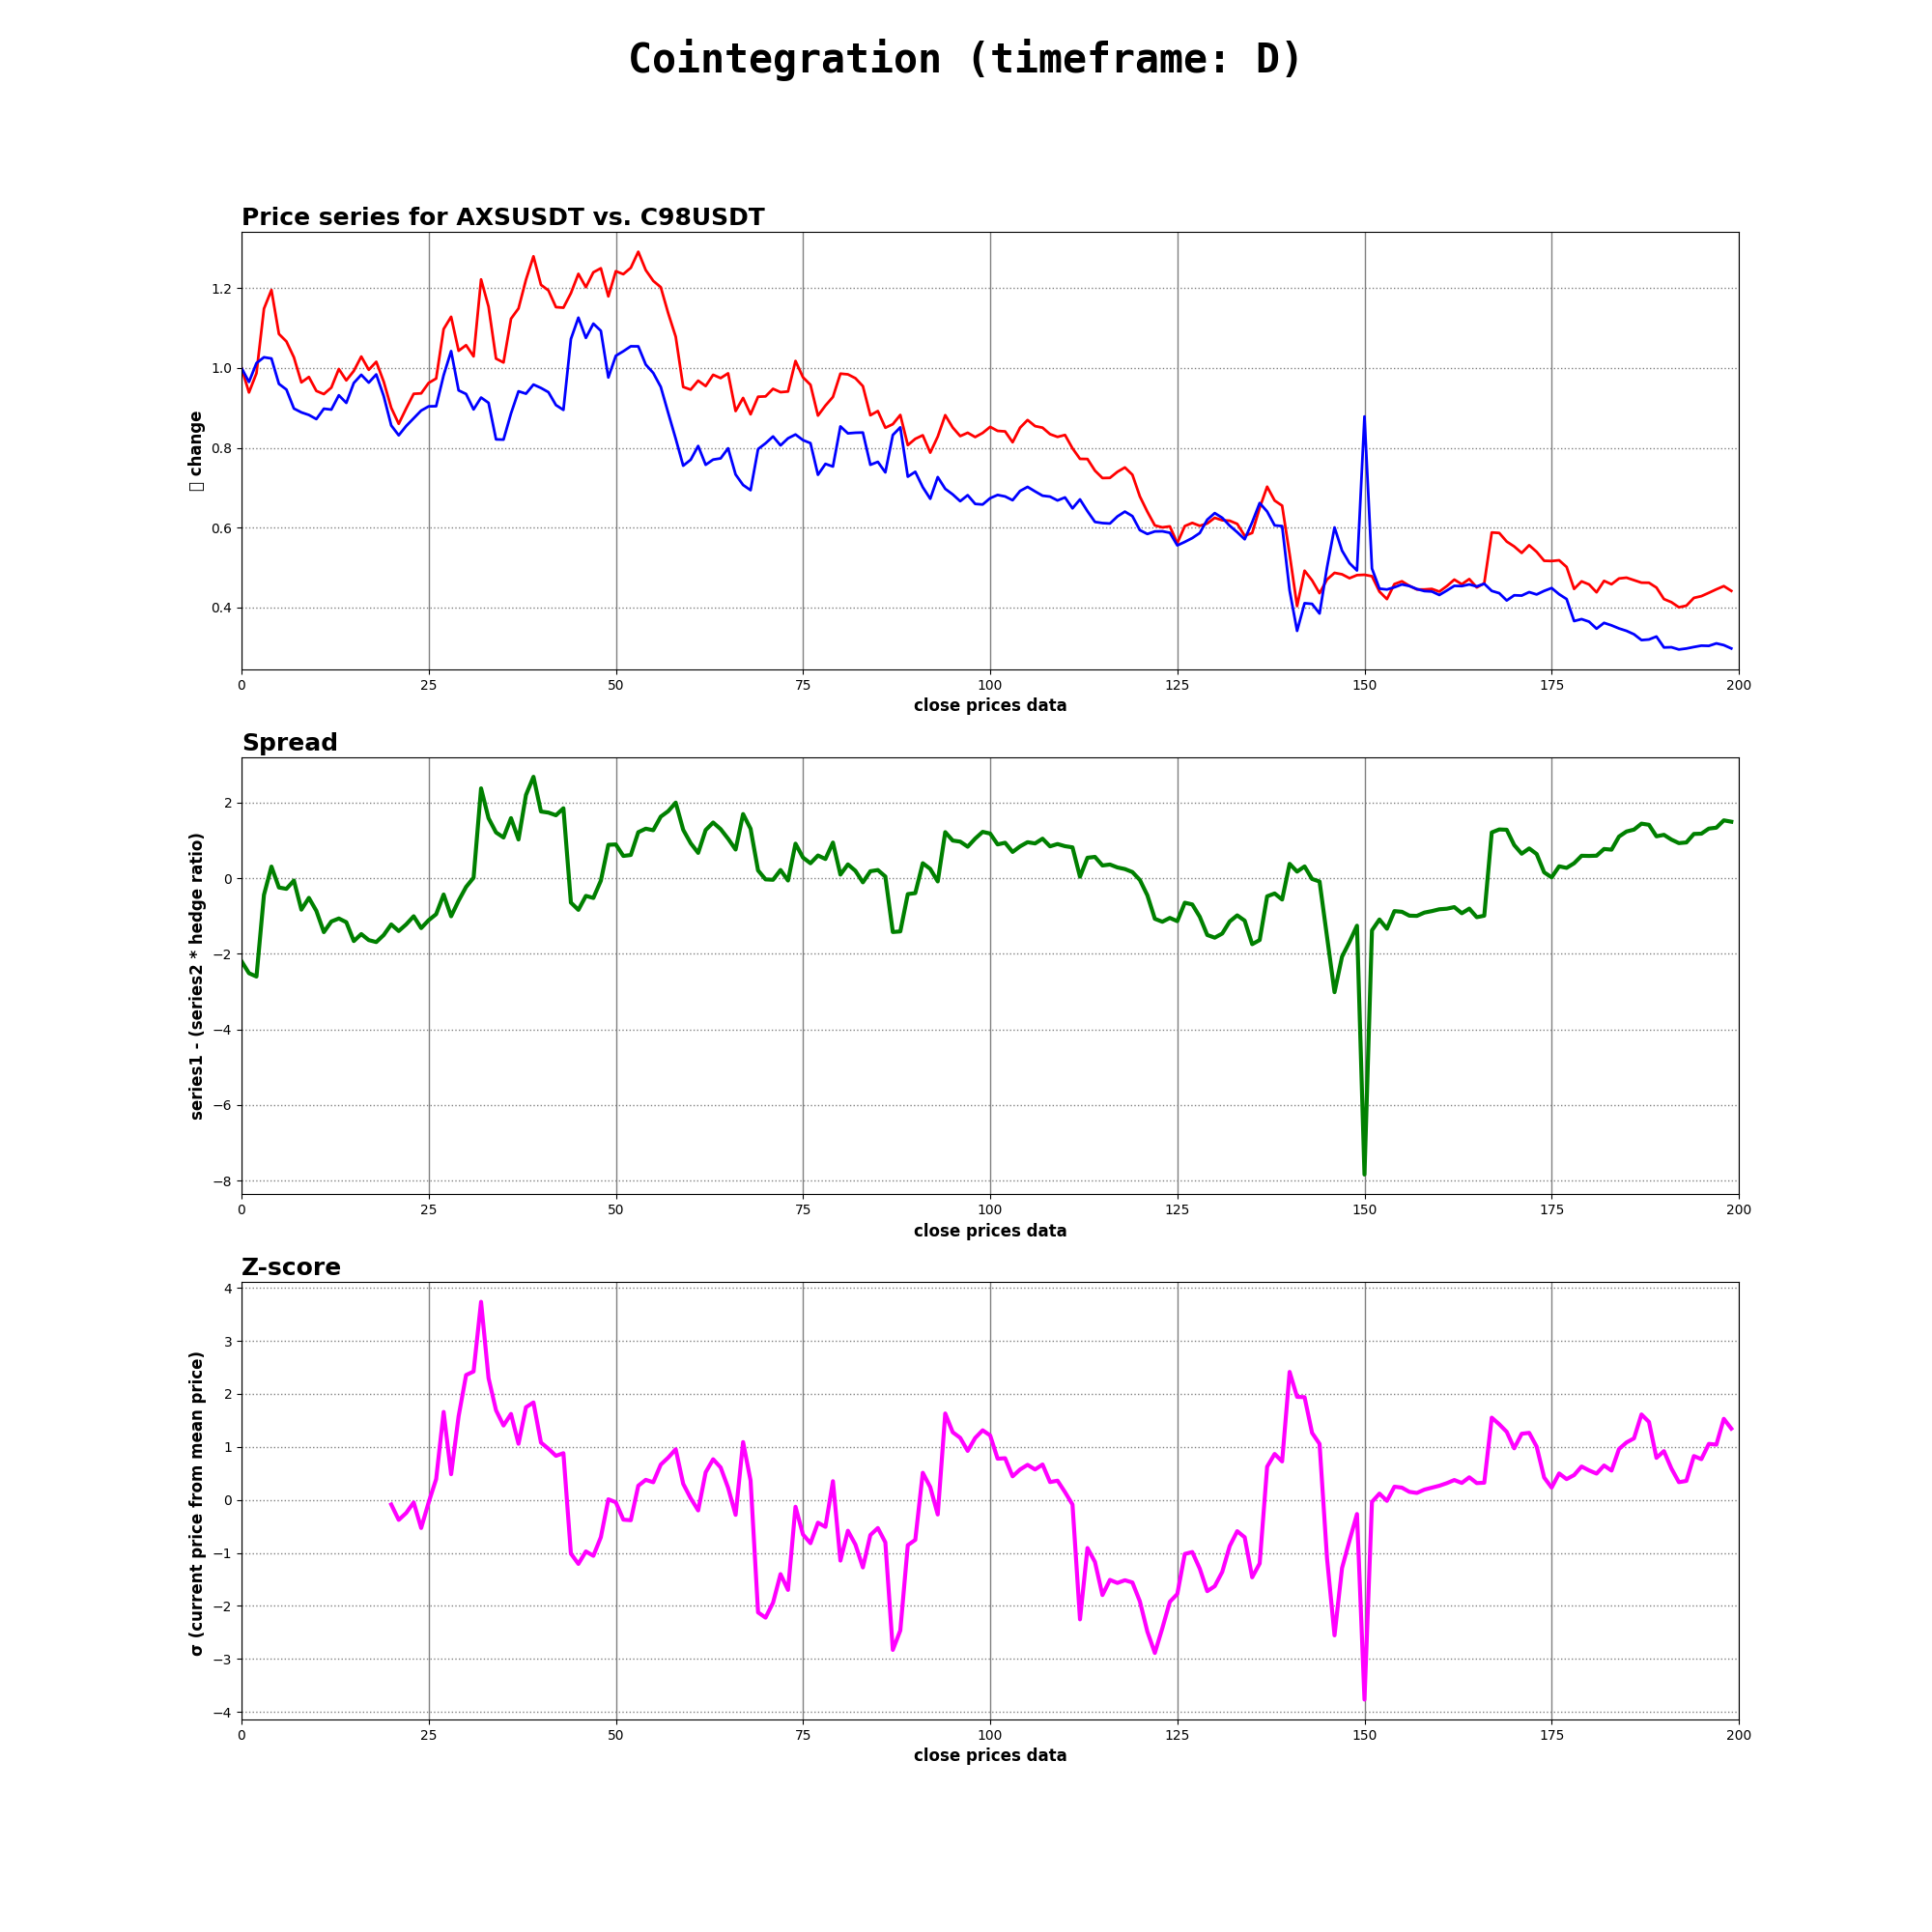 Cointegration (timeframe: D)
Price series for AXSUSDT vs. C98USDT
change
1.2
1.0
0.8
0.6
0.4
0 25 50 75 100 125 150 175 200
close prices data
Spread
series1 - (series2 * hedge ratio)
2
0
−2
−4
−6
−8
0 25 50 75 100 125 150 175 200
close prices data
Z-score
σ (current price from mean price)
4
3
2
1
0
−1
−2
−3
−4
0 25 50 75 100 125 150 175 200
close prices data